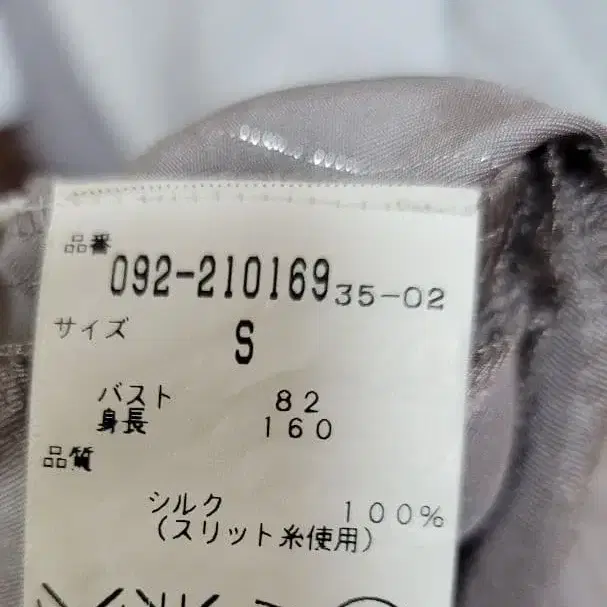 品番
092-210169 35-02
サイズ S
バスト 82
身長 160
品質
シルク 100%
(スリット糸使用)